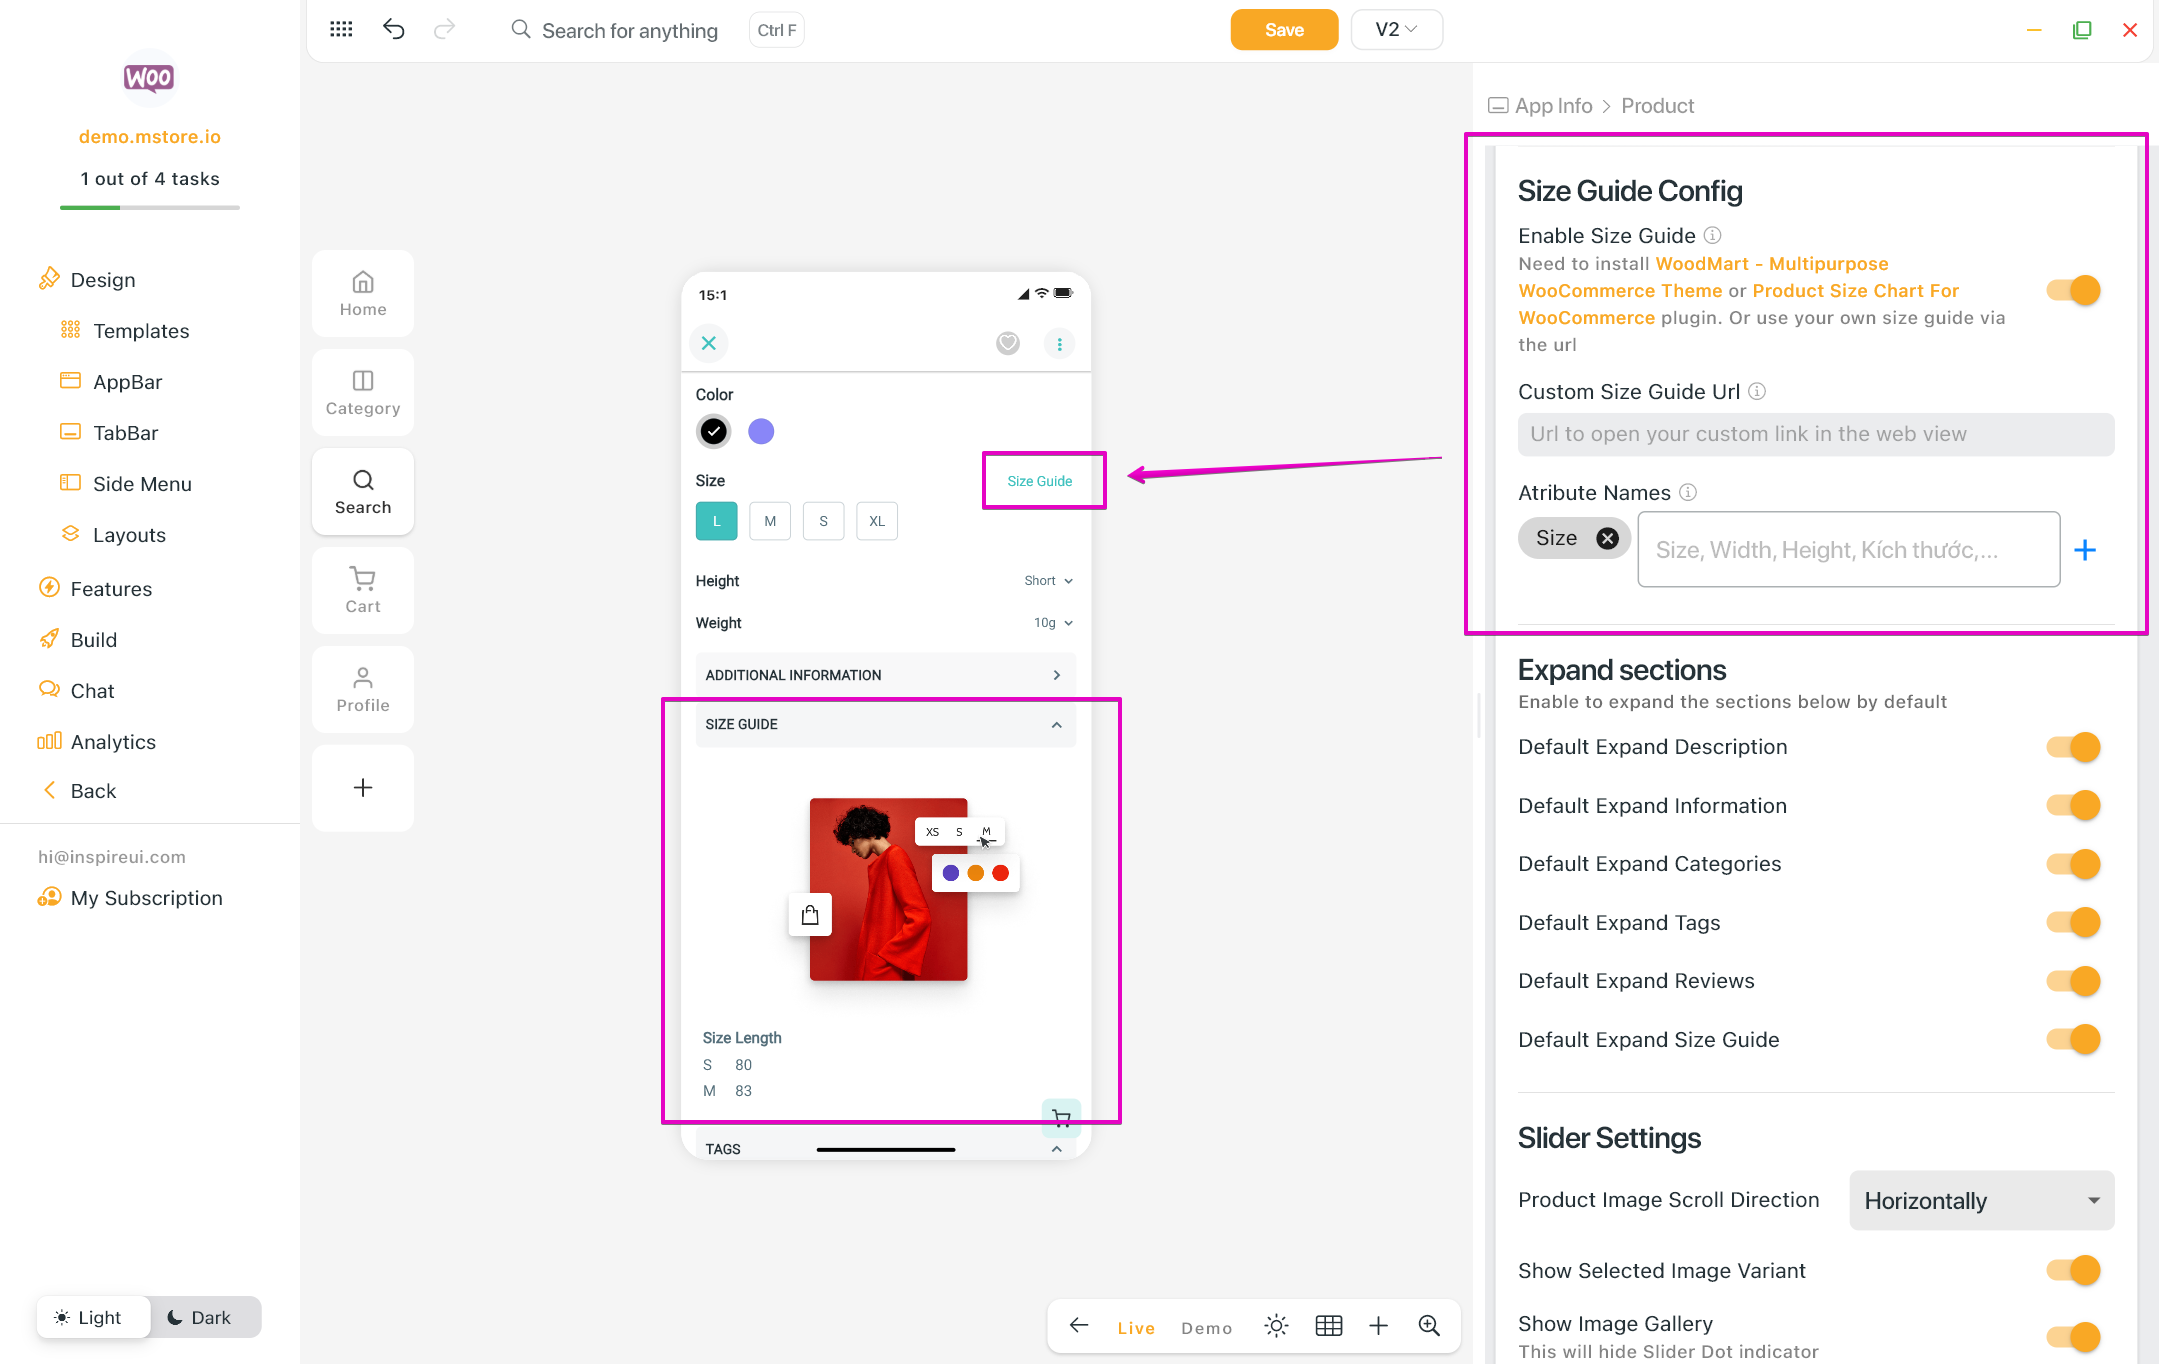 Woo
demo.mstore.io
1 out of 4 tasks
Design
Templates
AppBar
TabBar
Side Menu
Layouts
Features
Build
Chat
Analytics
Back
hi@inspireui.com
My Subscription
Light
Dark
Search for anything
Ctrl F
Save
V2
Home
Category
Search
Cart
Profile
15:1
Color
Size
Size Guide
L
M
S
XL
Height
Short
Weight
10g
ADDITIONAL INFORMATION
SIZE GUIDE
XS S M
Size Length
S 80
M 83
TAGS
Live
Demo
App Info > Product
Size Guide Config
Enable Size Guide
Need to install WoodMart - Multipurpose
WooCommerce Theme or Product Size Chart For
WooCommerce plugin. Or use your own size guide via
the url
Custom Size Guide Url
Url to open your custom link in the web view
Atribute Names
Size
Size, Width, Height, Kích thước,...
Expand sections
Enable to expand the sections below by default
Default Expand Description
Default Expand Information
Default Expand Categories
Default Expand Tags
Default Expand Reviews
Default Expand Size Guide
Slider Settings
Product Image Scroll Direction
Horizontally
Show Selected Image Variant
Show Image Gallery
This will hide Slider Dot indicator